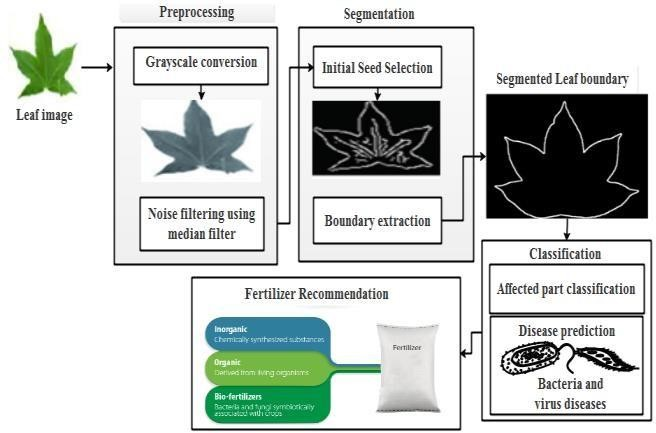 Preprocessing
Segmentation
Leaf image
Grayscale conversion
Noise filtering using
median filter
Initial Seed Selection
Boundary extraction
Segmented Leaf boundary
Classification
Affected part classification
Disease prediction
Bacteria and
virus diseases
Fertilizer Recommendation
Inorganic
Chemically synthesized substances
Organic
Derived from living organisms
Bio-fertilizers
Bacteria and fungi symbiotically
associated with crops
Fertilizer